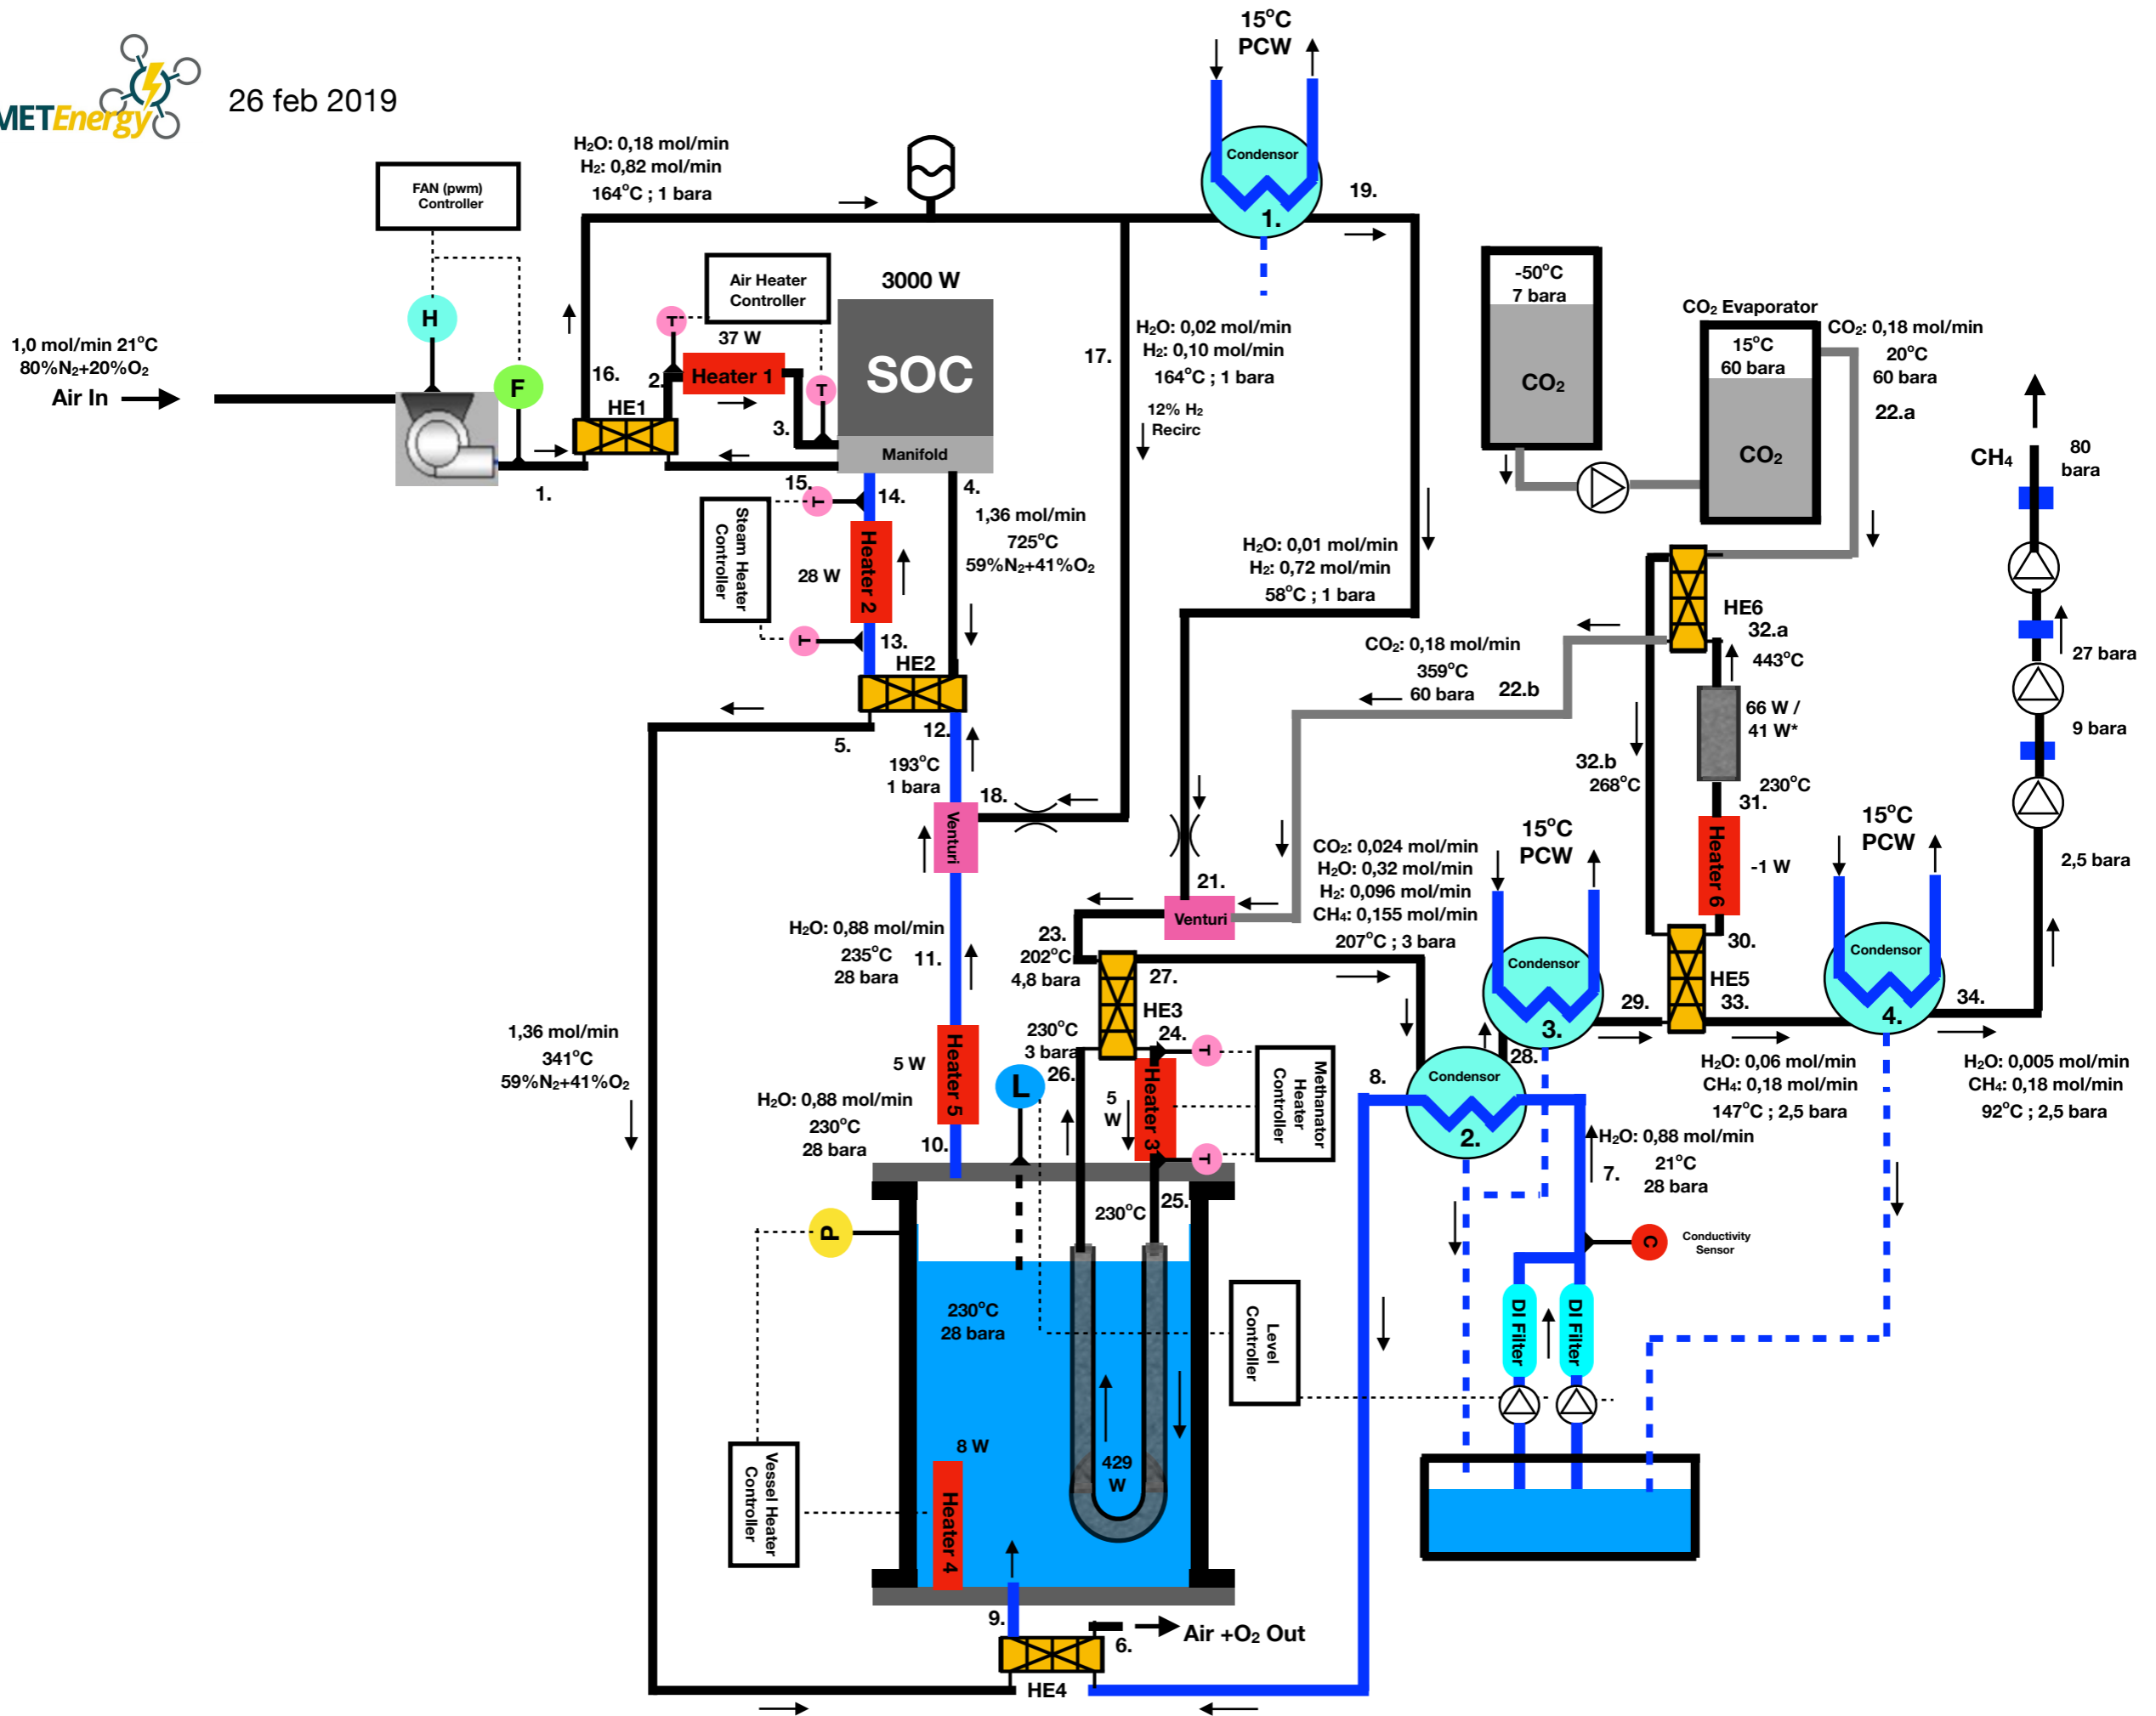 METEnergy
26 feb 2019
15°C
PCW
Condensor
1.
19.
H₂O: 0,18 mol/min
H₂: 0,82 mol/min
164°C ; 1 bara
FAN (pwm)
Controller
H
F
1,0 mol/min 21°C
80%N₂+20%O₂
Air In
1.
16.
HE1
2.
Air Heater
Controller
T
37 W
Heater 1
T
3.
3000 W
SOC
Manifold
15.
14.
4.
T
Steam Heater
Controller
28 W
Heater 2
T
13.
HE2
1,36 mol/min
725°C
59%N₂+41%O₂
17.
H₂O: 0,02 mol/min
H₂: 0,10 mol/min
164°C ; 1 bara
12% H₂
Recirc
-50°C
7 bara
CO₂
CO₂ Evaporator
15°C
60 bara
CO₂
CO₂: 0,18 mol/min
20°C
60 bara
22.a
CH₄
80
bara
27 bara
9 bara
2,5 bara
H₂O: 0,01 mol/min
H₂: 0,72 mol/min
58°C ; 1 bara
HE6
32.a
443°C
CO₂: 0,18 mol/min
359°C
60 bara
22.b
66 W /
41 W*
32.b
268°C
230°C
31.
Heater 6
-1 W
30.
HE5
33.
5.
12.
193°C
1 bara
18.
Venturi
H₂O: 0,88 mol/min
235°C
28 bara
11.
21.
Venturi
23.
202°C
4,8 bara
CO₂: 0,024 mol/min
H₂O: 0,32 mol/min
H₂: 0,096 mol/min
CH₄: 0,155 mol/min
207°C ; 3 bara
15°C
PCW
Condensor
3.
29.
15°C
PCW
Condensor
4.
34.
27.
HE3
24.
T
230°C
3 bara
26.
Heater 3
5
W
Methanator
Heater
Controller
T
25.
230°C
28.
8.
Condensor
2.
H₂O: 0,06 mol/min
CH₄: 0,18 mol/min
147°C ; 2,5 bara
H₂O: 0,005 mol/min
CH₄: 0,18 mol/min
92°C ; 2,5 bara
1,36 mol/min
341°C
59%N₂+41%O₂
5 W
Heater 5
H₂O: 0,88 mol/min
230°C
28 bara
10.
L
P
230°C
28 bara
429
W
8 W
Heater 4
Vessel Heater
Controller
Level
Controller
H₂O: 0,88 mol/min
21°C
28 bara
7.
C
Conductivity
Sensor
DI Filter
DI Filter
9.
6.
Air +O₂ Out
HE4